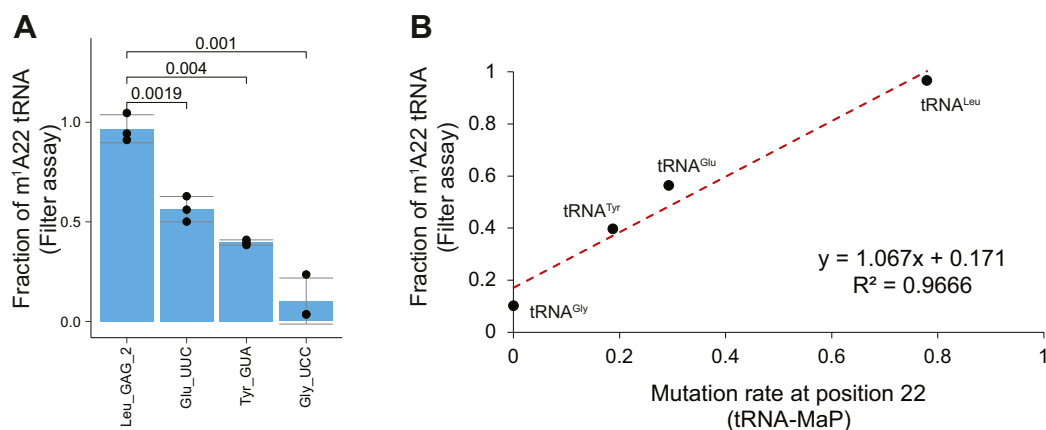 A
Fraction of m¹A22 tRNA
(Filter assay)
1.0
0.5
0.0
0.001
0.004
0.0019
Leu_GAG_2
Glu_UUC
Tyr_GUA
Gly_UCC
B
Fraction of m¹A22 tRNA
(Filter assay)
1
0.8
0.6
0.4
0.2
1
0
0.2
0.4
0.6
0.8
1
tRNAᴸᵉᵘ
tRNAᴳˡᵘ
tRNAᵀʸʳ
tRNAᴳˡʸ
y = 1.067x + 0.171
R² = 0.9666
Mutation rate at position 22
(tRNA-MaP)